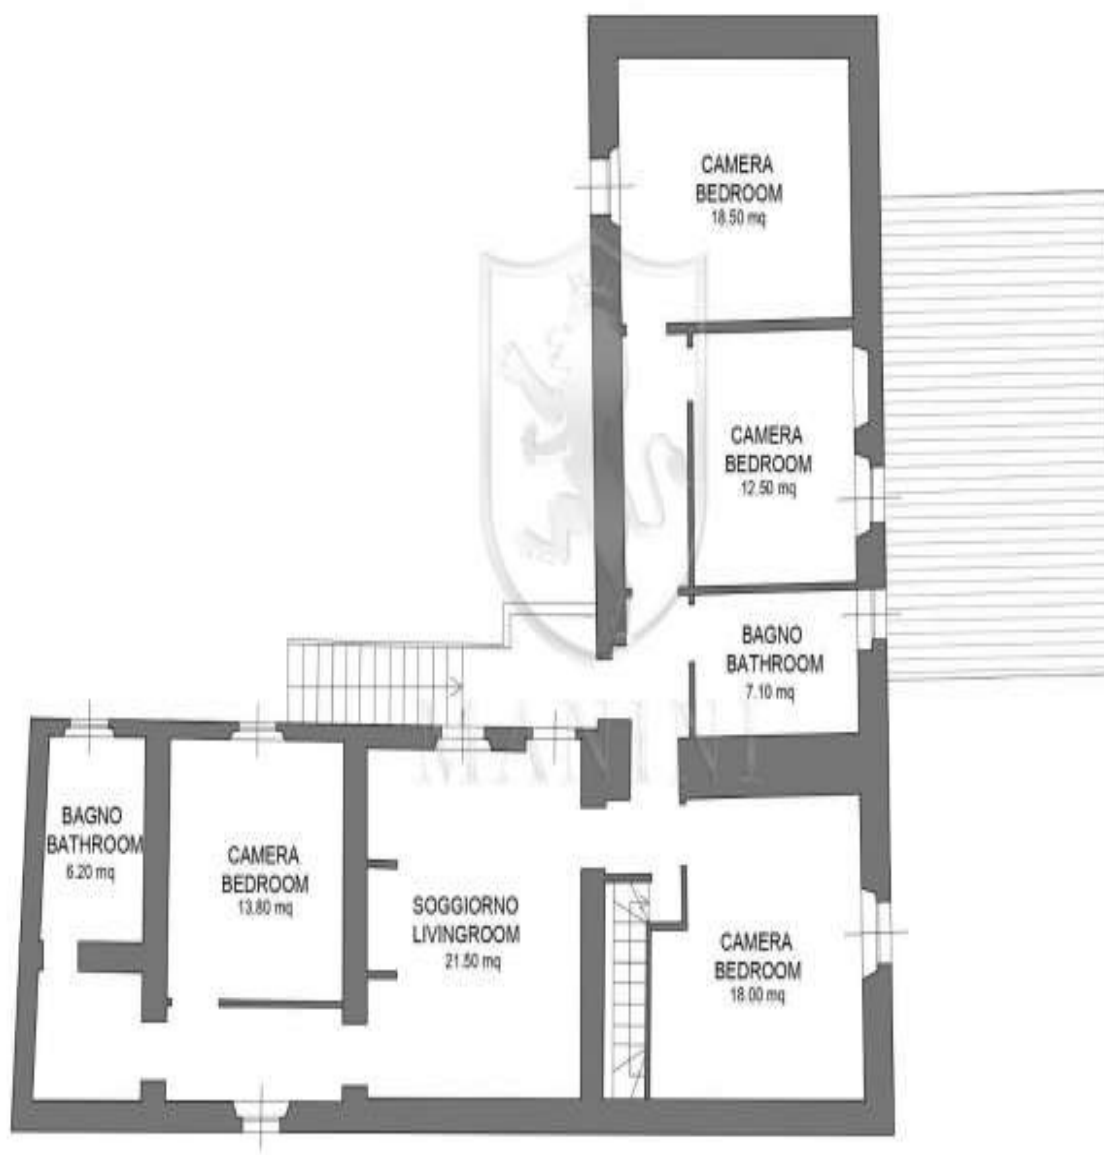 CAMERA
BEDROOM
18.50 mq
CAMERA
BEDROOM
12.50 mq
BAGNO
BATHROOM
7.10 mq
MANINI
BAGNO
BATHROOM
6.20 mq
CAMERA
BEDROOM
13.80 mq
SOGGIORNO
LIVINGROOM
21.50 mq
CAMERA
BEDROOM
18.00 mq